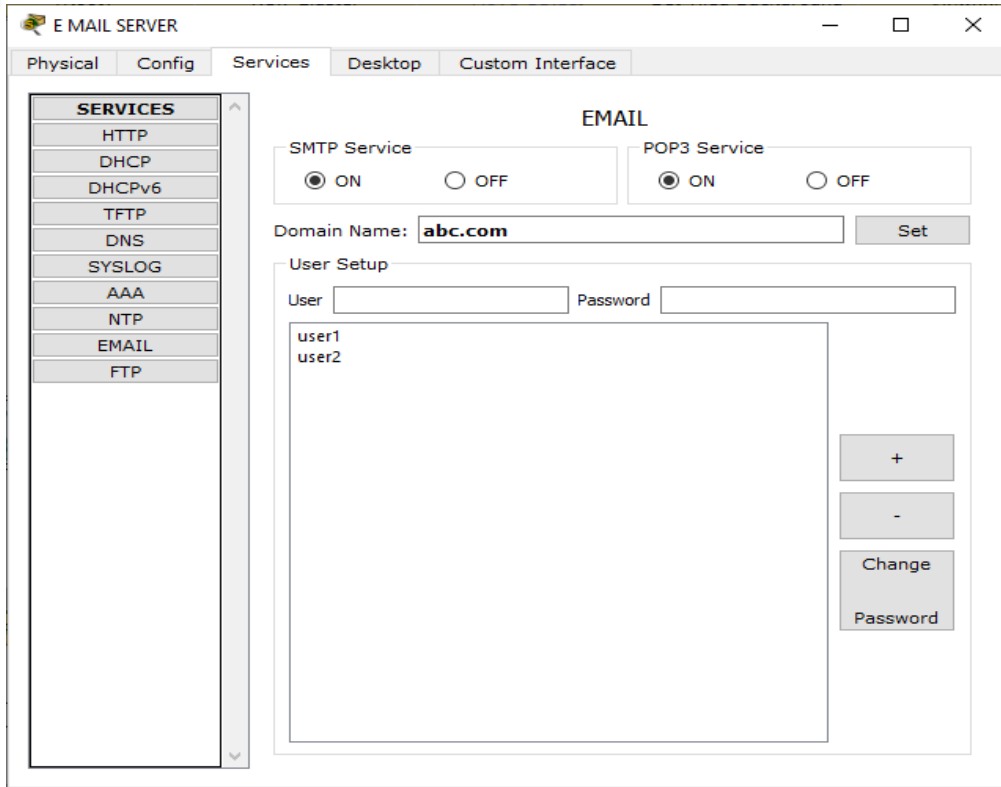 E MAIL SERVER
Physical Config Services Desktop Custom Interface
SERVICES
HTTP
DHCP
DHCPv6
TFTP
DNS
SYSLOG
AAA
NTP
EMAIL
FTP
EMAIL
SMTP Service
ON OFF
POP3 Service
ON OFF
Domain Name: abc.com Set
User Setup
User Password
user1
user2
+
-
Change
Password